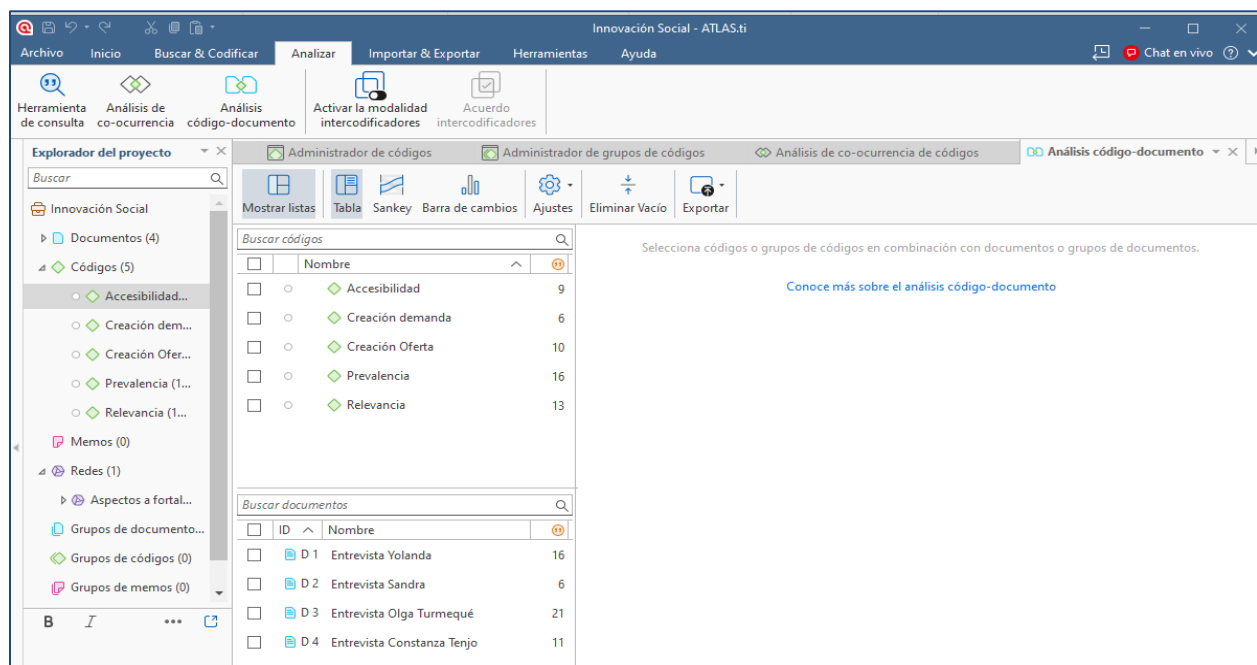 Innovación Social - ATLAS.ti
Archivo Inicio Buscar & Codificar Analizar Importar & Exportar Herramientas Ayuda Chat en vivo
Herramienta de consulta
Análisis de co-ocurrencia
Análisis código-documento
Activar la modalidad intercodificadores
Acuerdo intercodificadores
Explorador del proyecto
Administrador de códigos Administrador de grupos de códigos Análisis de co-ocurrencia de códigos Análisis código-documento
Buscar
Mostrar listas Tabla Sankey Barra de cambios Ajustes Eliminar Vacío Exportar
Innovación Social
Documentos (4)
Códigos (5)
Accesibilidad...
Creación dem...
Creación Ofer...
Prevalencia (1...
Relevancia (1...
Memos (0)
Redes (1)
Aspectos a fortal...
Grupos de documento...
Grupos de códigos (0)
Grupos de memos (0)
B I ...
Buscar códigos
Nombre
Accesibilidad 9
Creación demanda 6
Creación Oferta 10
Prevalencia 16
Relevancia 13
Buscar documentos
ID Nombre
D 1 Entrevista Yolanda 16
D 2 Entrevista Sandra 6
D 3 Entrevista Olga Turmequé 21
D 4 Entrevista Constanza Tenjo 11
Selecciona códigos o grupos de códigos en combinación con documentos o grupos de documentos.
Conoce más sobre el análisis código-documento